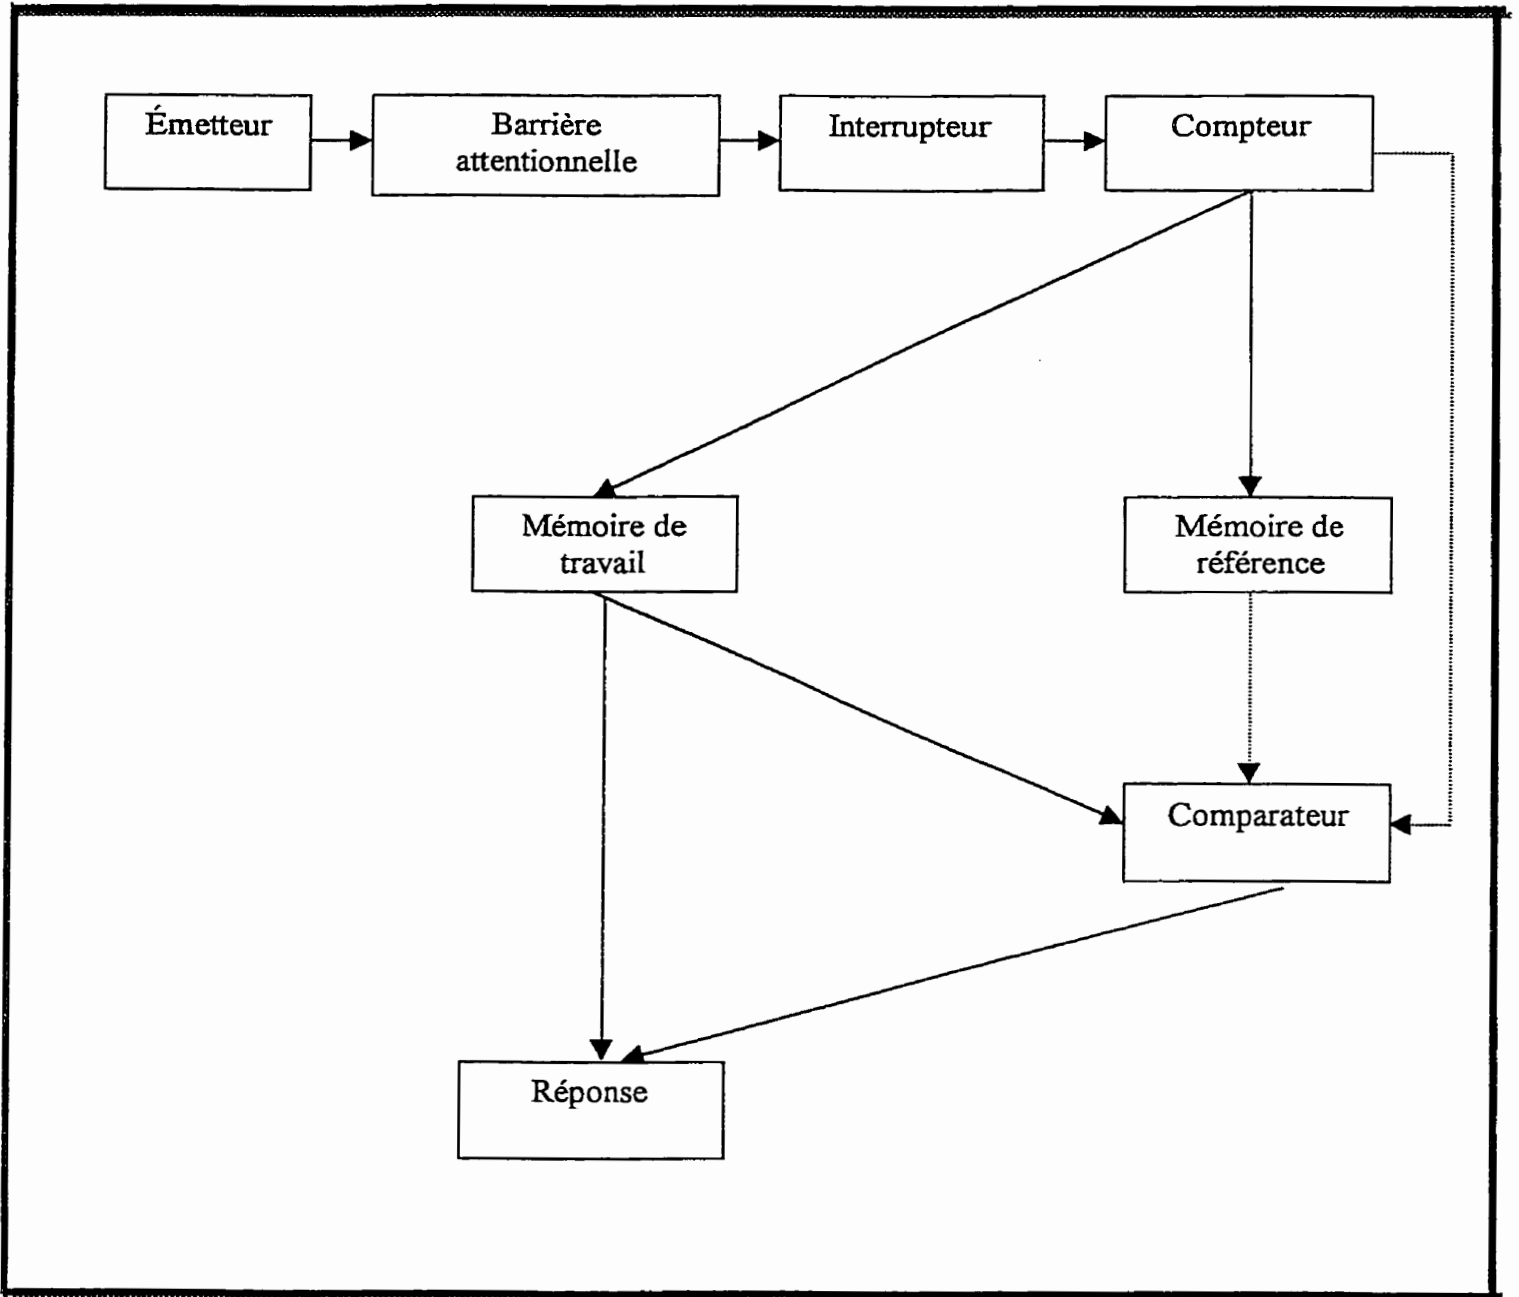 Émetteur
Barrière
attentionnelle
Interrupteur
Compteur
Mémoire de
travail
Mémoire de
référence
Comparateur
Réponse